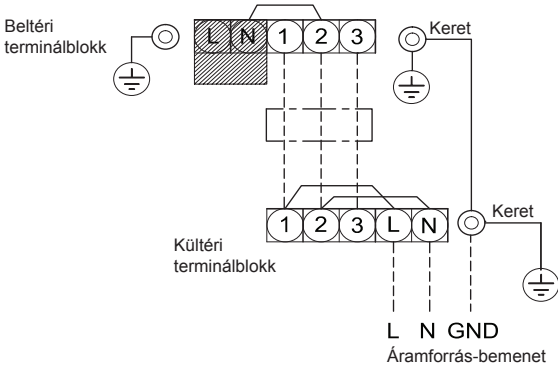 Beltéri
terminálblokk
L N 1 2 3
Keret
1 2 3 L N
Keret
Kültéri
terminálblokk
L N GND
Áramforrás-bemenet